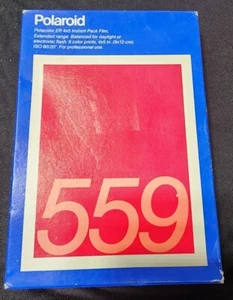 Polaroid
Polacolor ER 4x5 Instant Pack Film.
Extended range. Balanced for daylight or
electronic flash. 8 color prints, 4x5 in. (9x12 cm)
ISO 80/20°. For professional use.
559